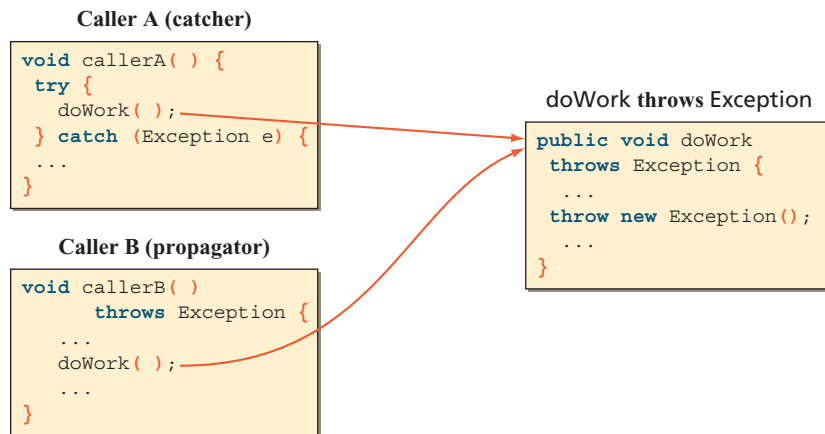 Caller A (catcher)
void callerA( ) {
try {
doWork( );
} catch (Exception e) {
...
}
Caller B (propagator)
void callerB( )
throws Exception {
...
doWork( );
...
}
doWork throws Exception
public void doWork
throws Exception {
...
throw new Exception();
...
}